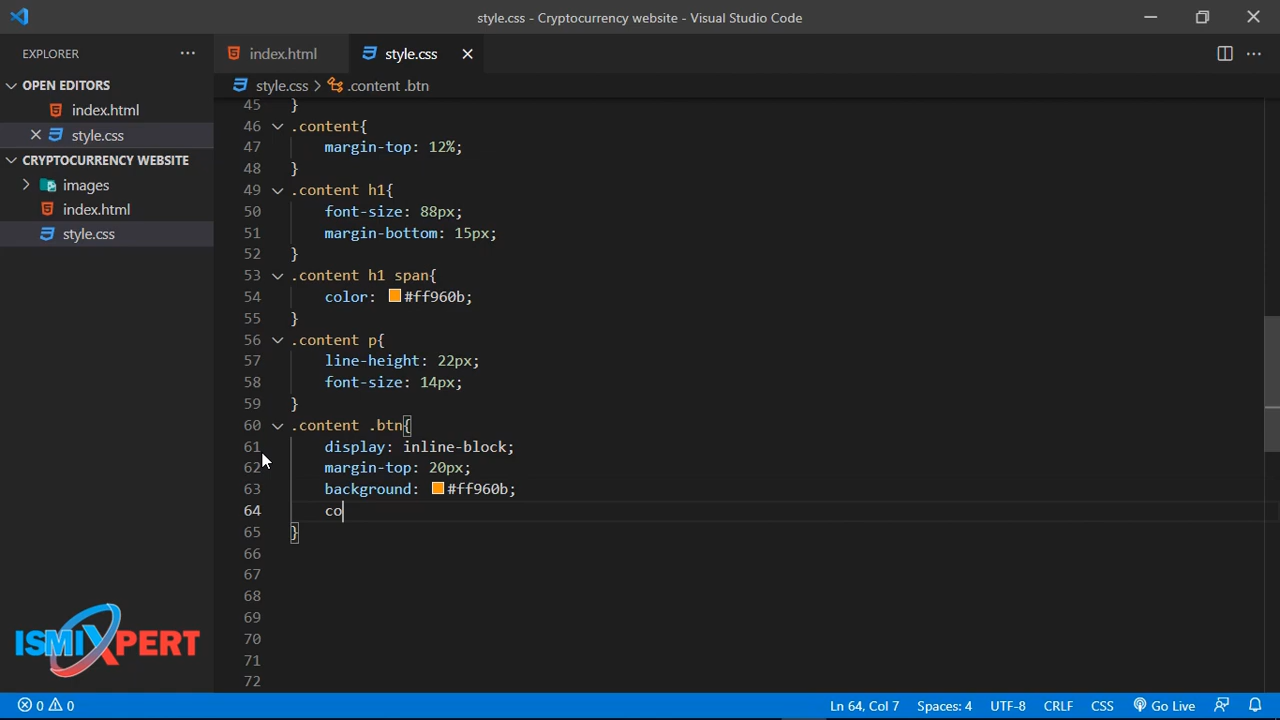 style.css - Cryptocurrency website - Visual Studio Code
EXPLORER
index.html
style.css
OPEN EDITORS
index.html
style.css
CRYPTOCURRENCY WEBSITE
images
index.html
style.css
style.css > .content .btn
45 }
46 .content{
47 margin-top: 12%;
48 }
49 .content h1{
50 font-size: 88px;
51 margin-bottom: 15px;
52 }
53 .content h1 span{
54 color: #ff960b;
55 }
56 .content p{
57 line-height: 22px;
58 font-size: 14px;
59 }
60 .content .btn{
61 display: inline-block;
62 margin-top: 20px;
63 background: #ff960b;
64 co
65 }
66
67
68
69
70
71
72
ISMIXPERT
0 0
Ln 64, Col 7
Spaces: 4
UTF-8
CRLF
CSS
Go Live